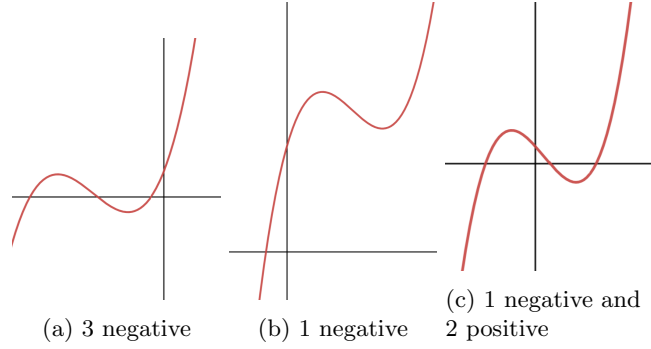 (a) 3 negative
(b) 1 negative
(c) 1 negative and
2 positive